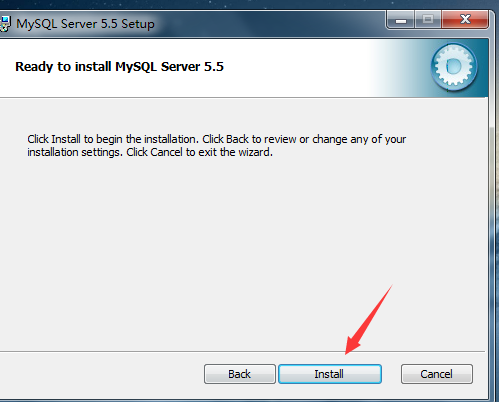 MySQL Server 5.5 Setup
Ready to install MySQL Server 5.5
Click Install to begin the installation. Click Back to review or change any of your
installation settings. Click Cancel to exit the wizard.
Back Install Cancel